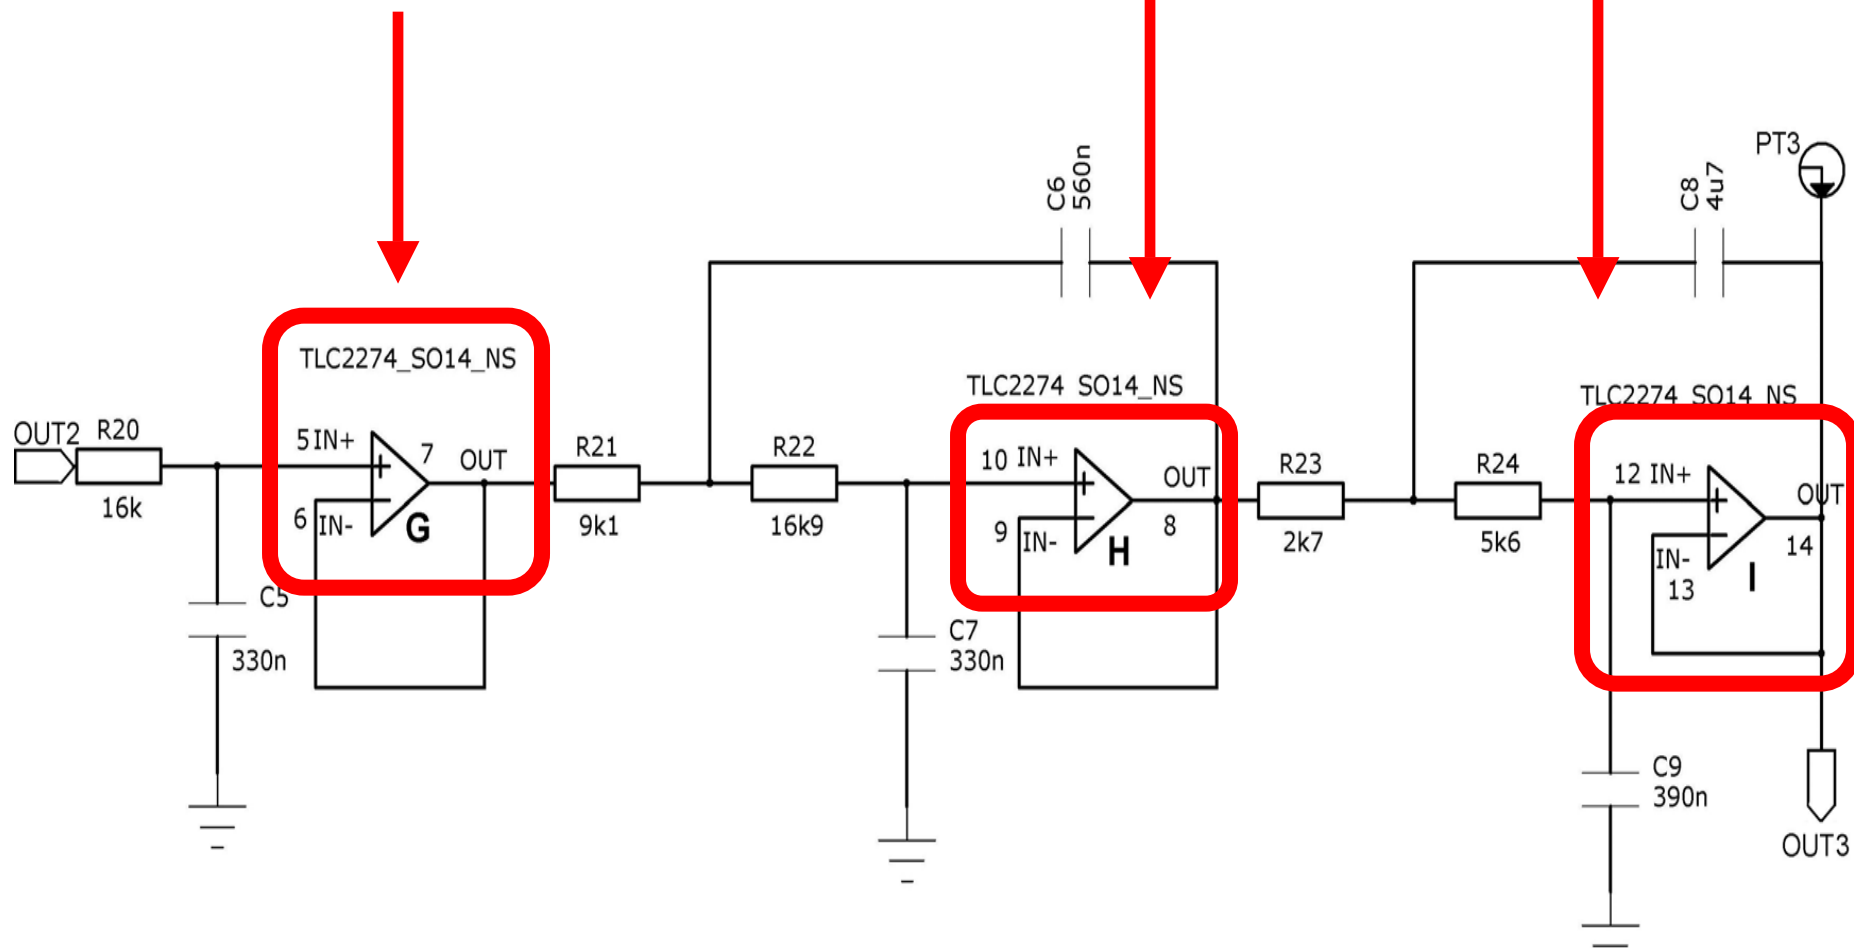 PT3
C6
560n
C8
4u7
TLC2274_SO14_NS
TLC2274_SO14_NS
TLC2274_SO14_NS
OUT2
R20
16k
5
IN+
7
OUT
6
IN-
G
C5
330n
R21
9k1
R22
16k9
10
IN+
OUT
9
IN-
H
8
C7
330n
R23
2k7
R24
5k6
12
IN+
OUT
IN-
13
I
14
C9
390n
OUT3